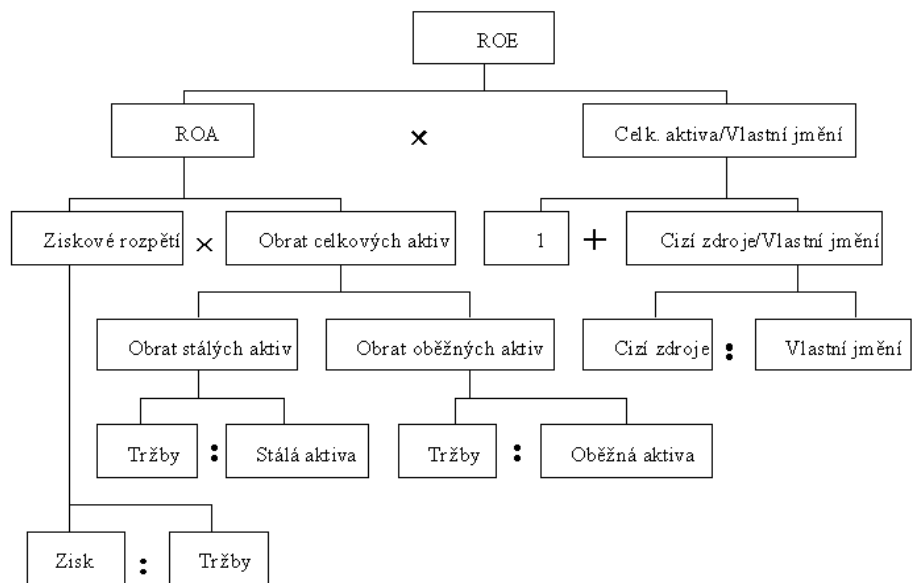 ROE
ROA × Celk. aktiva/Vlastní jmění
Ziskové rozpětí × Obrat celkových aktiv 1 + Cizí zdroje/Vlastní jmění
Obrat stálých aktiv Obrat oběžných aktiv Cizí zdroje : Vlastní jmění
Tržby : Stálá aktiva Tržby : Oběžná aktiva
Zisk : Tržby